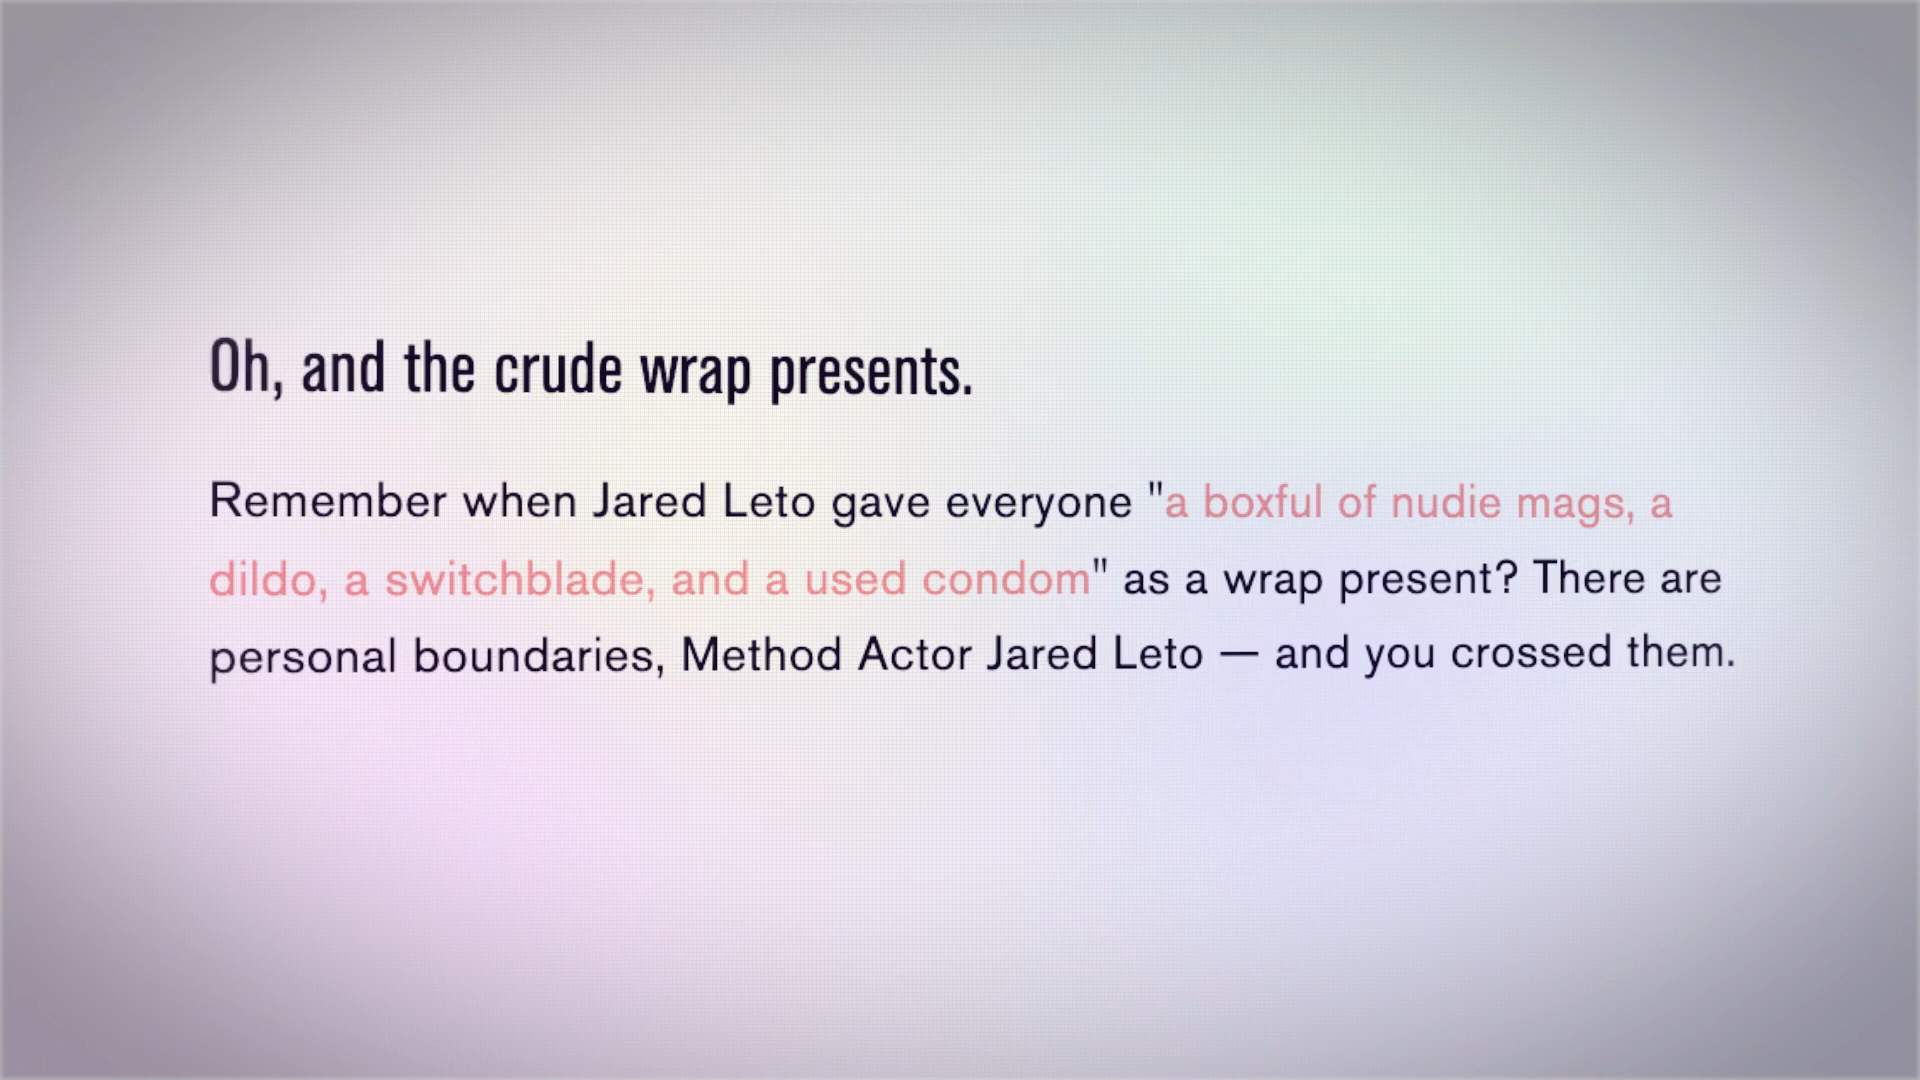 Oh, and the crude wrap presents.
Remember when Jared Leto gave everyone "a boxful of nudie mags, a
dildo, a switchblade, and a used condom" as a wrap present? There are
personal boundaries, Method Actor Jared Leto — and you crossed them.